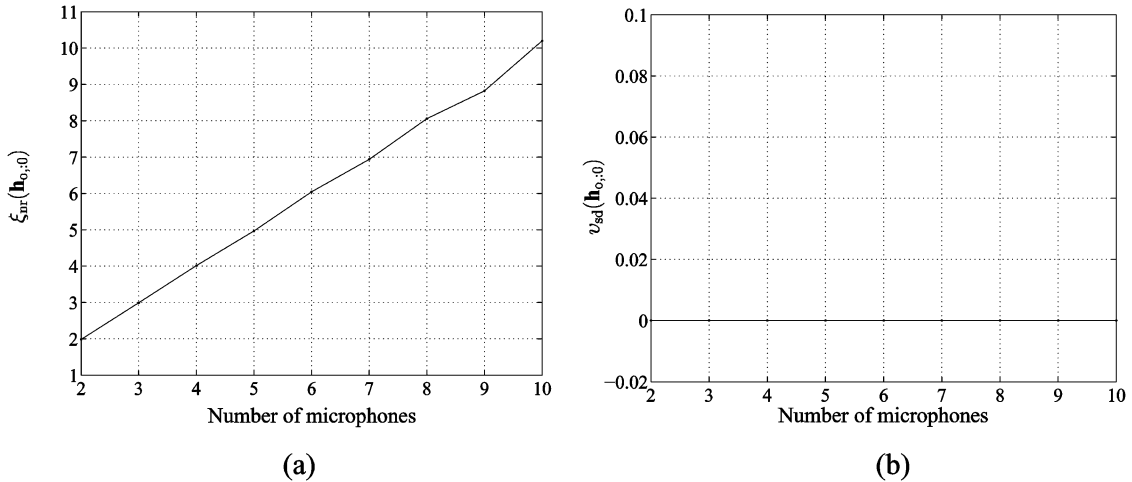 11
10
9
8
7
6
5
4
3
2
1
ξnr(ho,:0)
2 3 4 5 6 7 8 9 10
Number of microphones
(a)
0.1
0.08
0.06
0.04
0.02
0
−0.02
υsd(ho,:0)
2 3 4 5 6 7 8 9 10
Number of microphones
(b)